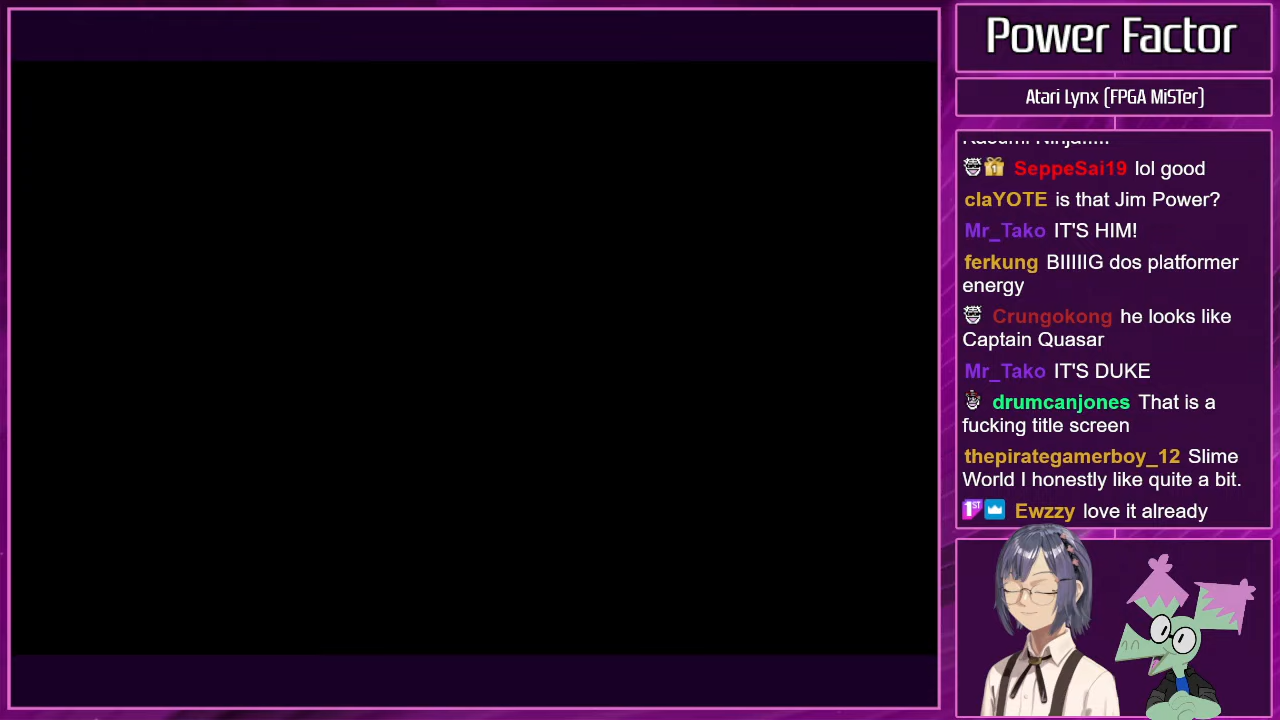 Power Factor
Atari Lynx (FPGA MiSTer)
SeppeSai19 lol good
claYOTE is that Jim Power?
Mr_Tako IT'S HIM!
ferkung BIIIIIG dos platformer
energy
Crungokong he looks like
Captain Quasar
Mr_Tako IT'S DUKE
drumcanjones That is a
fucking title screen
thepirategamerboy_12 Slime
World I honestly like quite a bit.
1ST Ewzzy love it already